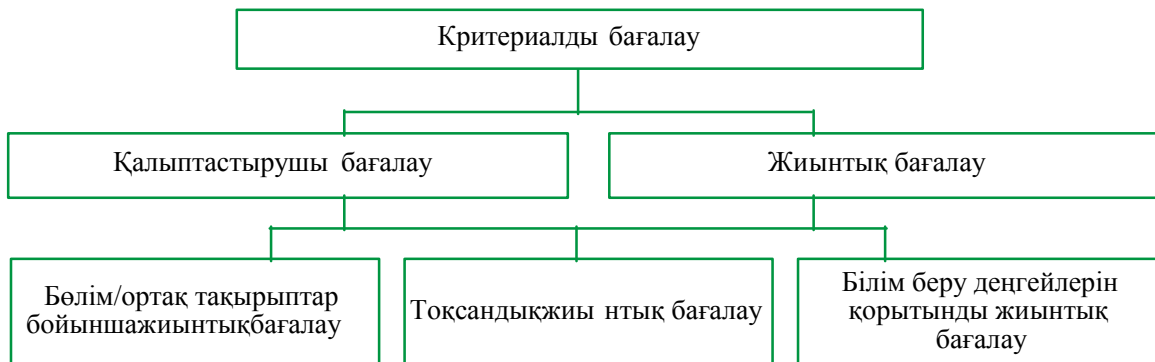 Критериалды бағалау
Қалыптастырушы бағалау
Жиынтық бағалау
Бөлім/ортақ тақырыптар
бойыншажиынтықбағалау
Тоқсандықжиы нтық бағалау
Білім беру деңгейлерін
қорытынды жиынтық
бағалау